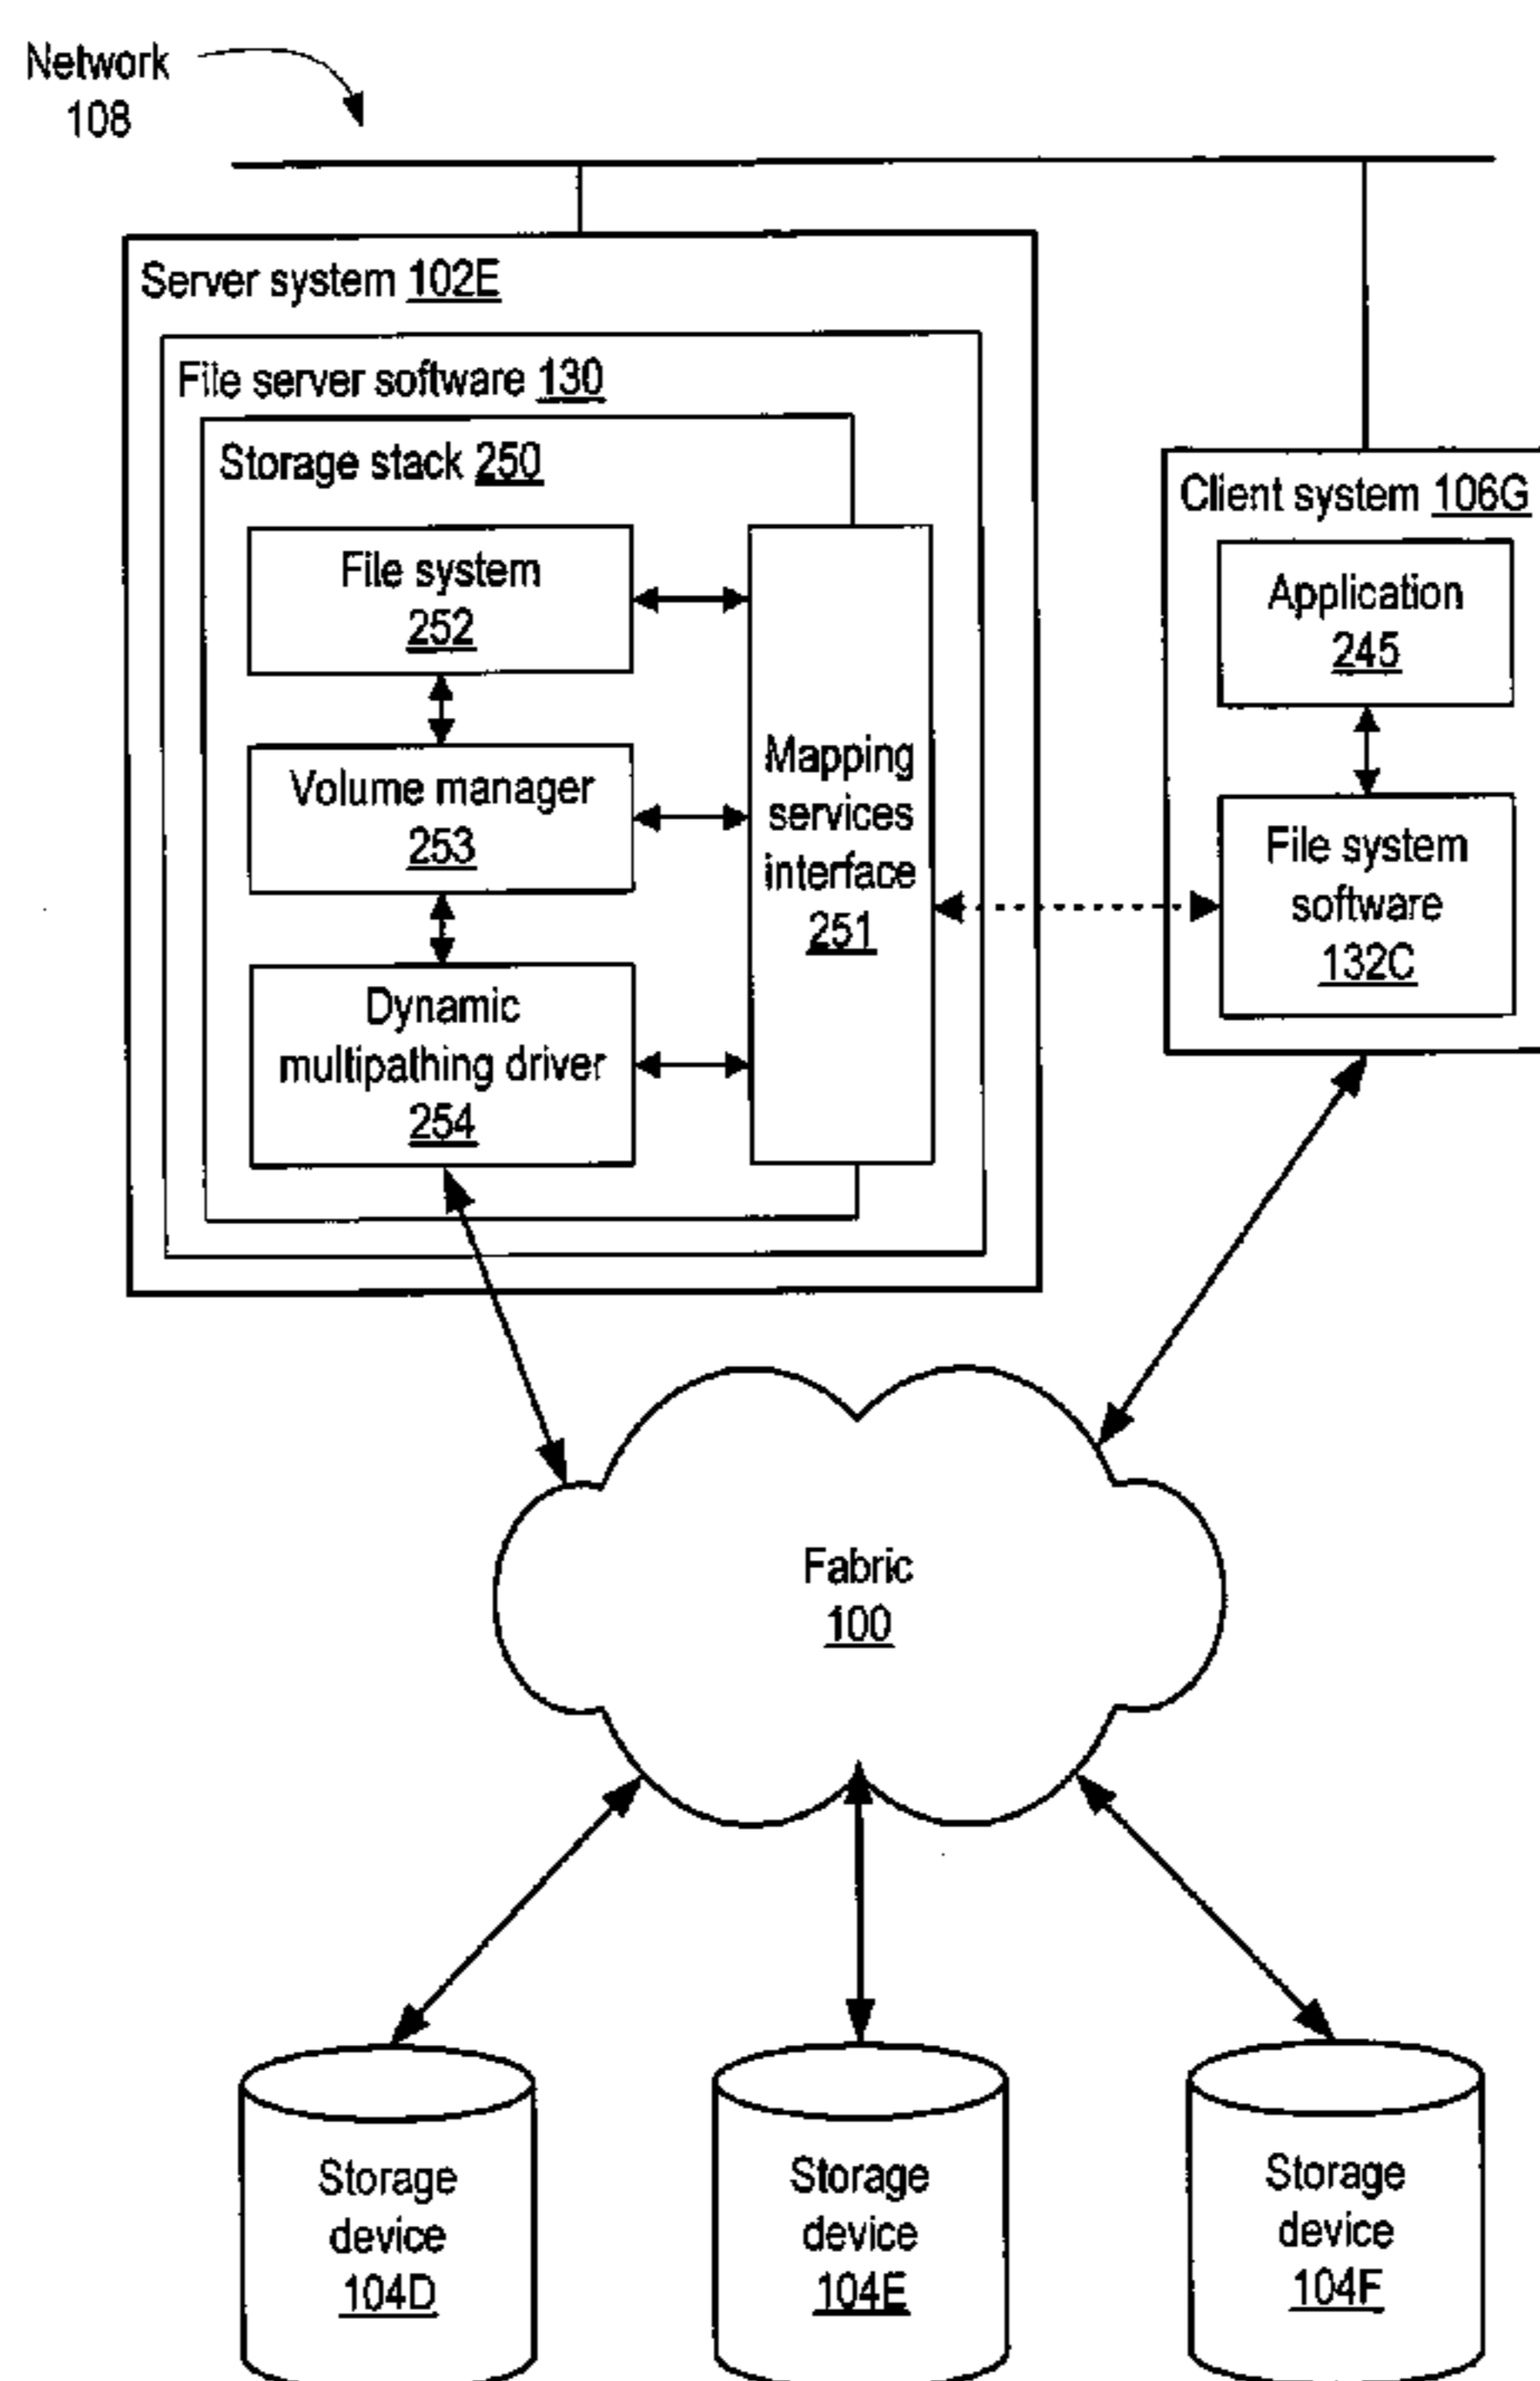 Network
108
Server system 102E
File server software 130
Storage stack 250
File system
252
Volume manager
253
Dynamic
multipathing driver
254
Mapping
services
interface
251
Client system 106G
Application
245
File system
software
132C
Fabric
100
Storage
device
104D
Storage
device
104E
Storage
device
104F